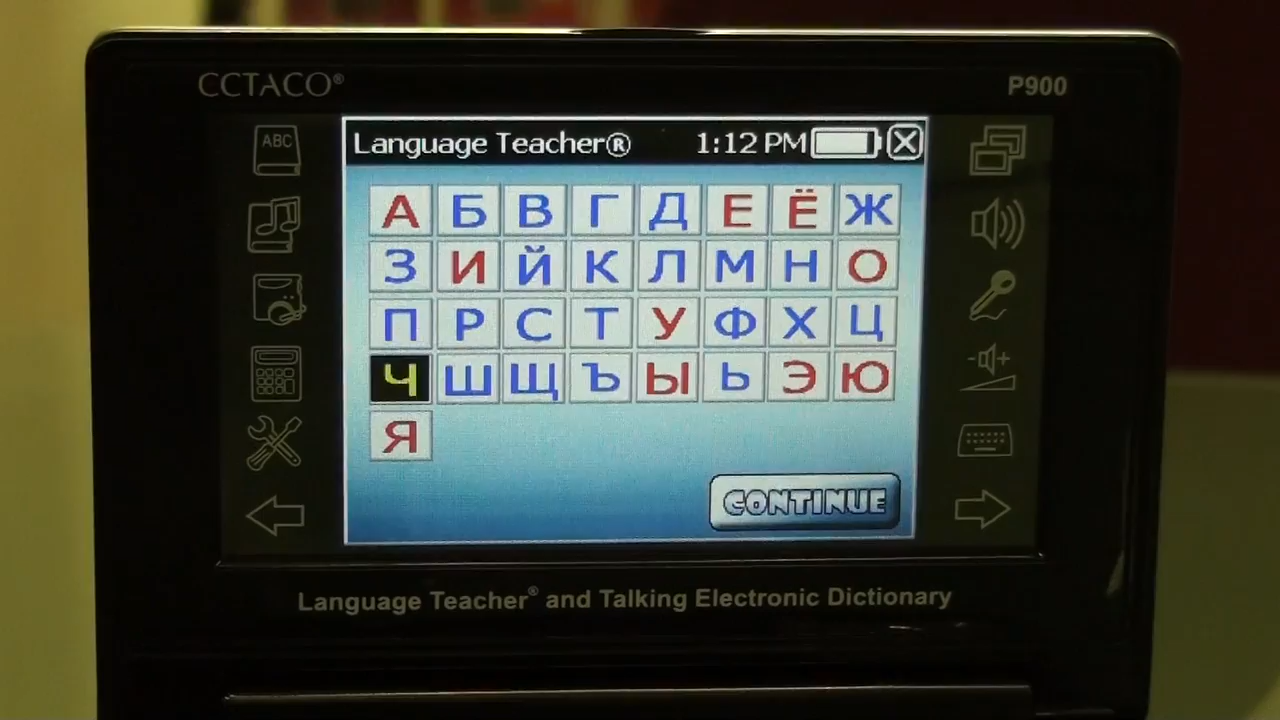 CCTACO® P900
ABC
Language Teacher® 1:12 PM
А Б В Г Д Е Ё Ж
З И Й К Л М Н О
П Р С Т У Ф Х Ц
Ч Ш Щ Ъ Ы Ь Э Ю
Я
CONTINUE
Language Teacher® and Talking Electronic Dictionary